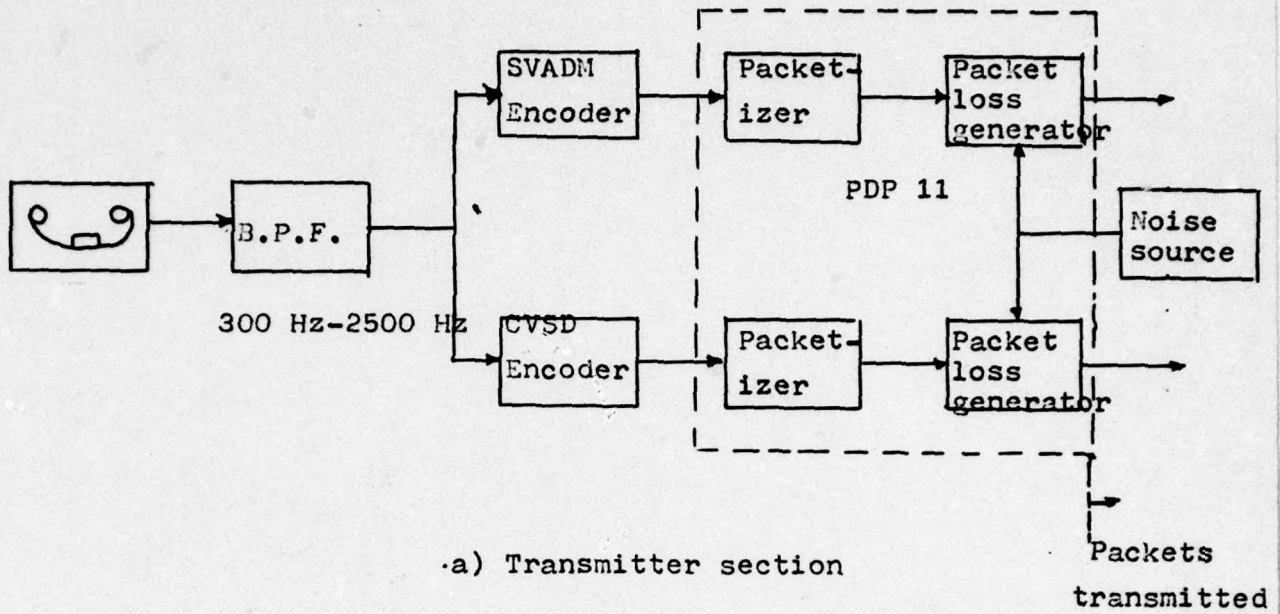 SVADM
Encoder
Packet-
izer
Packet
loss
generator
PDP 11
B.P.F.
Noise
source
300 Hz-2500 Hz
CVSD
Encoder
Packet-
izer
Packet
loss
generator
a) Transmitter section
Packets
transmitted